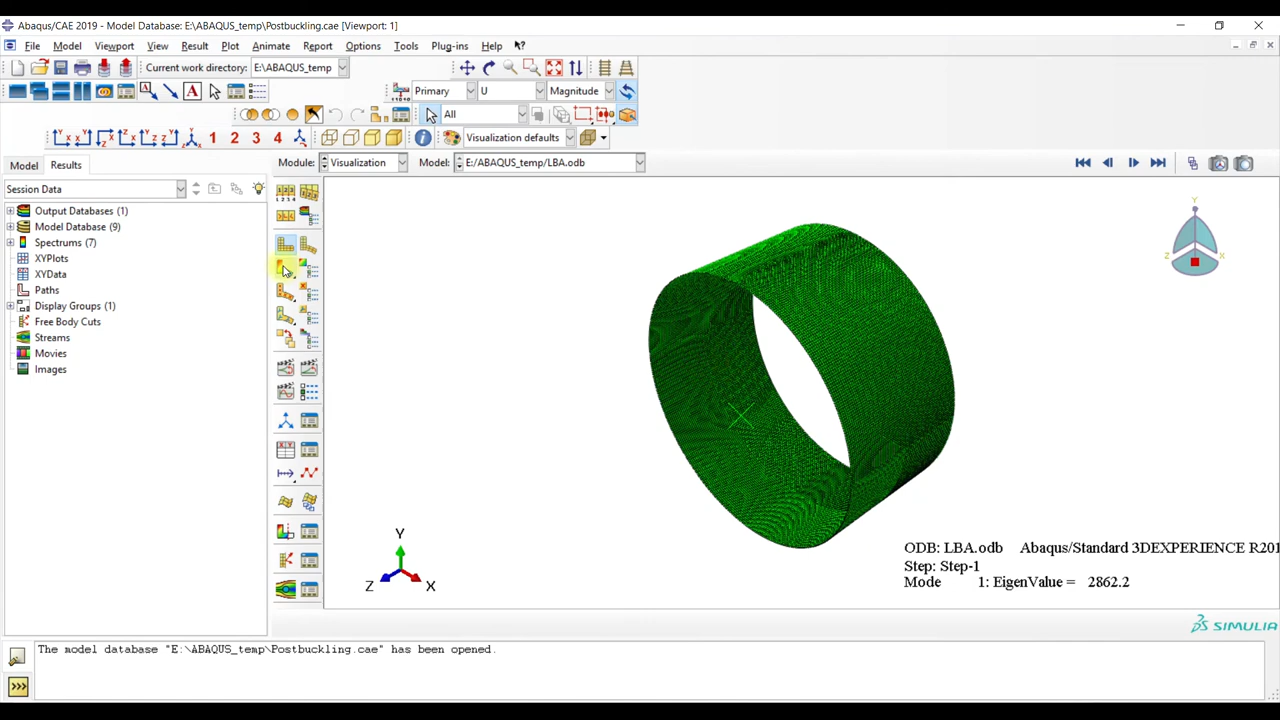 Abaqus/CAE 2019 - Model Database: E:\ABAQUS_temp\Postbuckling.cae [Viewport: 1]
File Model Viewport View Result Plot Animate Report Options Tools Plug-ins Help
Current work directory: E:\ABAQUS_temp
Primary U Magnitude
All
1 2 3 4 Visualization defaults
Model Results Module: Visualization Model: E:/ABAQUS_temp/LBA.odb
Session Data
Output Databases (1)
Model Database (9)
Spectrums (7)
XYPlots
XYData
Paths
Display Groups (1)
Free Body Cuts
Streams
Movies
Images
Y
Z X
Y
Z X
ODB: LBA.odb Abaqus/Standard 3DEXPERIENCE R201
Step: Step-1
Mode 1: EigenValue = 2862.2
SIMULIA
The model database "E:\ABAQUS_temp\Postbuckling.cae" has been opened.
>>>